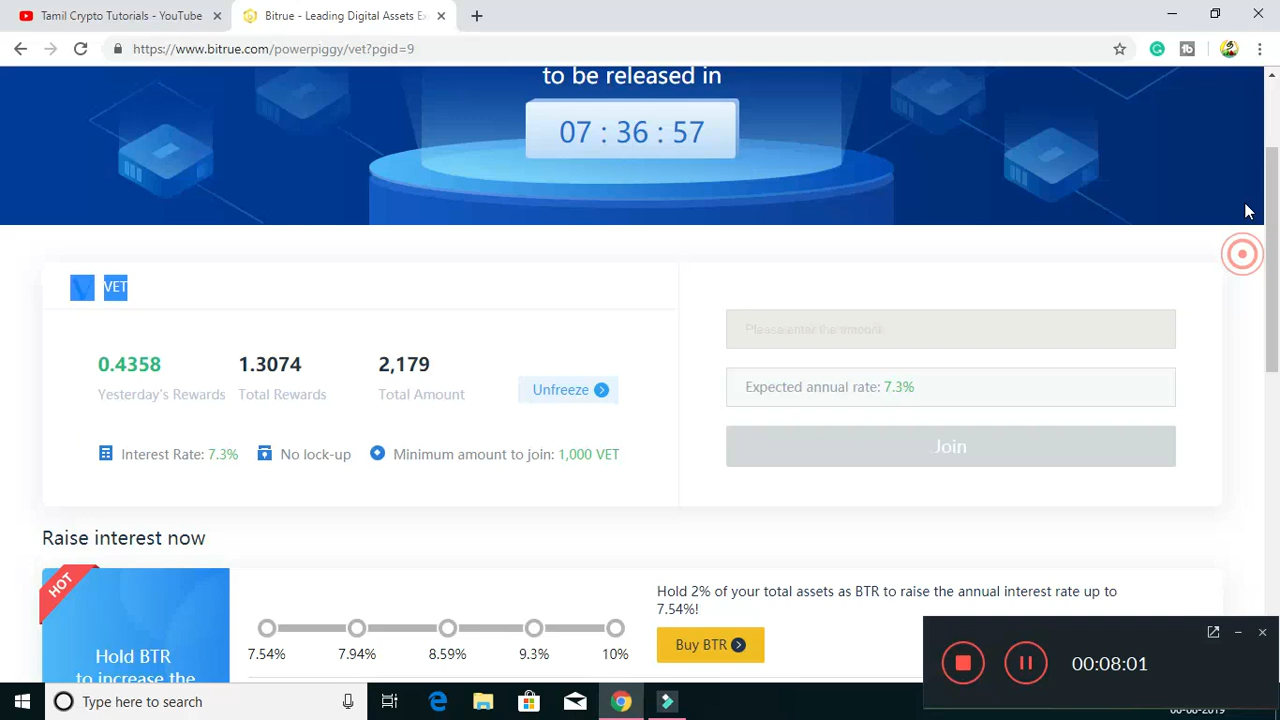 Tamil Crypto Tutorials - YouTube
Bitrue - Leading Digital Assets Ex
https://www.bitrue.com/powerpiggy/vet?pgid=9
to be released in
07 : 36 : 57
VET
0.4358 1.3074 2,179
Yesterday's Rewards Total Rewards Total Amount
Unfreeze
Interest Rate: 7.3% No lock-up Minimum amount to join: 1,000 VET
Please enter the amount
Expected annual rate: 7.3%
Join
Raise interest now
HOT
Hold BTR
to increase the
7.54% 7.94% 8.59% 9.3% 10%
Hold 2% of your total assets as BTR to raise the annual interest rate up to
7.54%!
Buy BTR
00:08:01
Type here to search